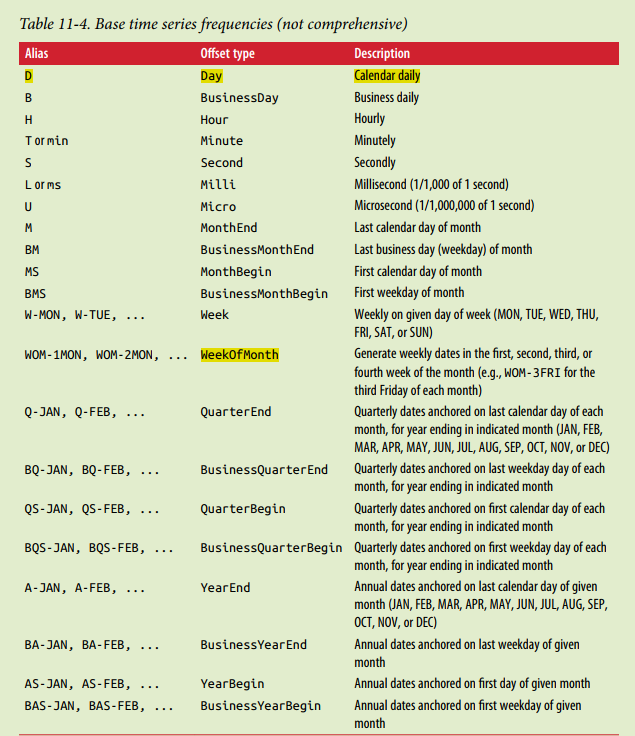 Table 11-4. Base time series frequencies (not comprehensive)
Alias Offset type Description
D Day Calendar daily
B BusinessDay Business daily
H Hour Hourly
T or min Minute Minutely
S Second Secondly
L or ms Milli Millisecond (1/1,000 of 1 second)
U Micro Microsecond (1/1,000,000 of 1 second)
M MonthEnd Last calendar day of month
BM BusinessMonthEnd Last business day (weekday) of month
MS MonthBegin First calendar day of month
BMS BusinessMonthBegin First weekday of month
W-MON, W-TUE, ... Week Weekly on given day of week (MON, TUE, WED, THU,
FRI, SAT, or SUN)
WOM-1MON, WOM-2MON, ... WeekOfMonth Generate weekly dates in the first, second, third, or
fourth week of the month (e.g., WOM-3FRI for the
third Friday of each month)
Q-JAN, Q-FEB, ... QuarterEnd Quarterly dates anchored on last calendar day of each
month, for year ending in indicated month (JAN, FEB,
MAR, APR, MAY, JUN, JUL, AUG, SEP, OCT, NOV, or DEC)
BQ-JAN, BQ-FEB, ... BusinessQuarterEnd Quarterly dates anchored on last weekday day of each
month, for year ending in indicated month
QS-JAN, QS-FEB, ... QuarterBegin Quarterly dates anchored on first calendar day of each
month, for year ending in indicated month
BQS-JAN, BQS-FEB, ... BusinessQuarterBegin Quarterly dates anchored on first weekday day of each
month, for year ending in indicated month
A-JAN, A-FEB, ... YearEnd Annual dates anchored on last calendar day of given
month (JAN, FEB, MAR, APR, MAY, JUN, JUL, AUG, SEP,
OCT, NOV, or DEC)
BA-JAN, BA-FEB, ... BusinessYearEnd Annual dates anchored on last weekday of given
month
AS-JAN, AS-FEB, ... YearBegin Annual dates anchored on first day of given month
BAS-JAN, BAS-FEB, ... BusinessYearBegin Annual dates anchored on first weekday of given
month